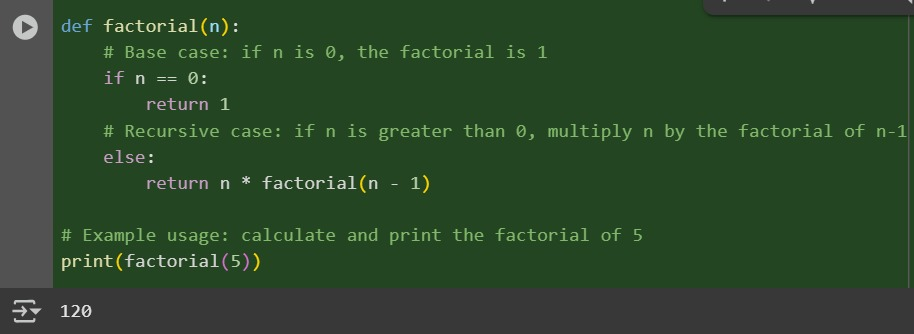 def factorial(n):
    # Base case: if n is 0, the factorial is 1
    if n == 0:
        return 1
    # Recursive case: if n is greater than 0, multiply n by the factorial of n-1
    else:
        return n * factorial(n - 1)

# Example usage: calculate and print the factorial of 5
print(factorial(5))
120